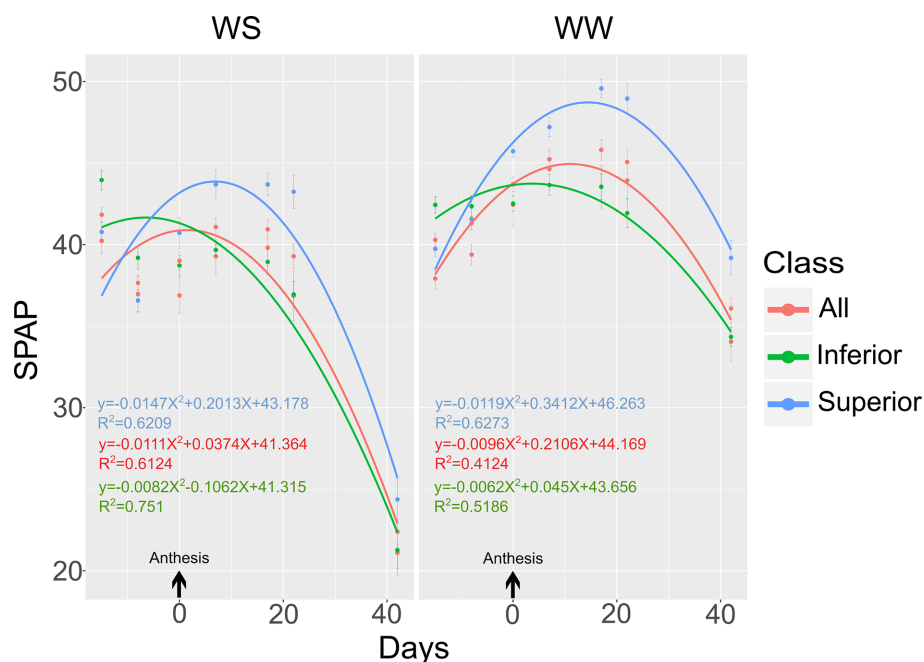 WS
WW
50
40
30
20
SPAP
y=-0.0147X²+0.2013X+43.178
R²=0.6209
y=-0.0111X²+0.0374X+41.364
R²=0.6124
y=-0.0082X²-0.1062X+41.315
R²=0.751
Anthesis
y=-0.0119X²+0.3412X+46.263
R²=0.6273
y=-0.0096X²+0.2106X+44.169
R²=0.4124
y=-0.0062X²+0.045X+43.656
R²=0.5186
Anthesis
0 20 40
0 20 40
Days
Class
All
Inferior
Superior